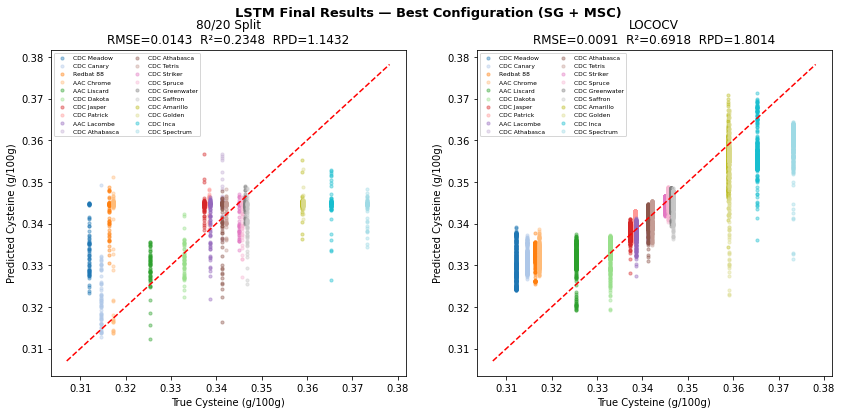 LSTM Final Results — Best Configuration (SG + MSC)
80/20 Split
RMSE=0.0143 R²=0.2348 RPD=1.1432
0.38
0.37
0.36
0.35
0.34
0.33
0.32
0.31
Predicted Cysteine (g/100g)
CDC Meadow
CDC Canary
Redbat 88
AAC Chrome
AAC Liscard
CDC Dakota
CDC Jasper
CDC Patrick
AAC Lacombe
CDC Athabasca
CDC Athabasca
CDC Tetris
CDC Striker
CDC Spruce
CDC Greenwater
CDC Saffron
CDC Amarillo
CDC Golden
CDC Inca
CDC Spectrum
0.31 0.32 0.33 0.34 0.35 0.36 0.37 0.38
True Cysteine (g/100g)
LOCOCV
RMSE=0.0091 R²=0.6918 RPD=1.8014
0.38
0.37
0.36
0.35
0.34
0.33
0.32
0.31
Predicted Cysteine (g/100g)
CDC Meadow
CDC Canary
Redbat 88
AAC Chrome
AAC Liscard
CDC Dakota
CDC Jasper
CDC Patrick
AAC Lacombe
CDC Athabasca
CDC Athabasca
CDC Tetris
CDC Striker
CDC Spruce
CDC Greenwater
CDC Saffron
CDC Amarillo
CDC Golden
CDC Inca
CDC Spectrum
0.31 0.32 0.33 0.34 0.35 0.36 0.37 0.38
True Cysteine (g/100g)